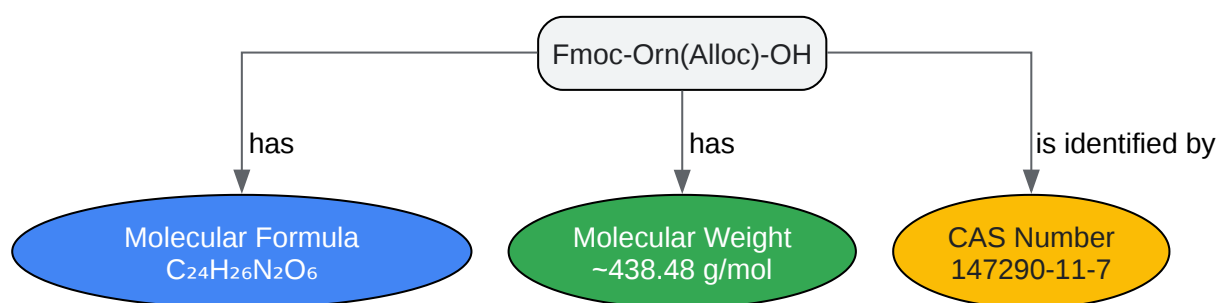 Fmoc-Orn(Alloc)-OH
has
has
is identified by
Molecular Formula
C₂₄H₂₆N₂O₆
Molecular Weight
~438.48 g/mol
CAS Number
147290-11-7